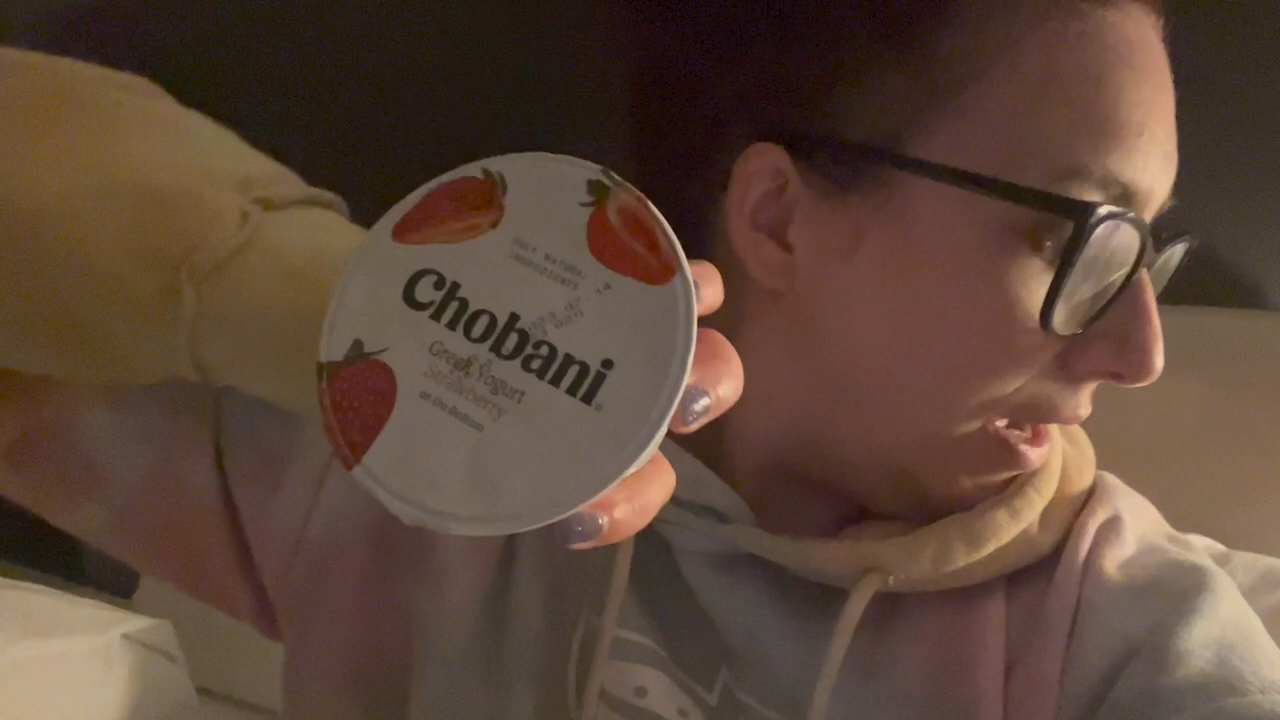 ONLY NATURAL
INGREDIENTS
Chobani
Greek Yogurt
Strawberry
on the Bottom